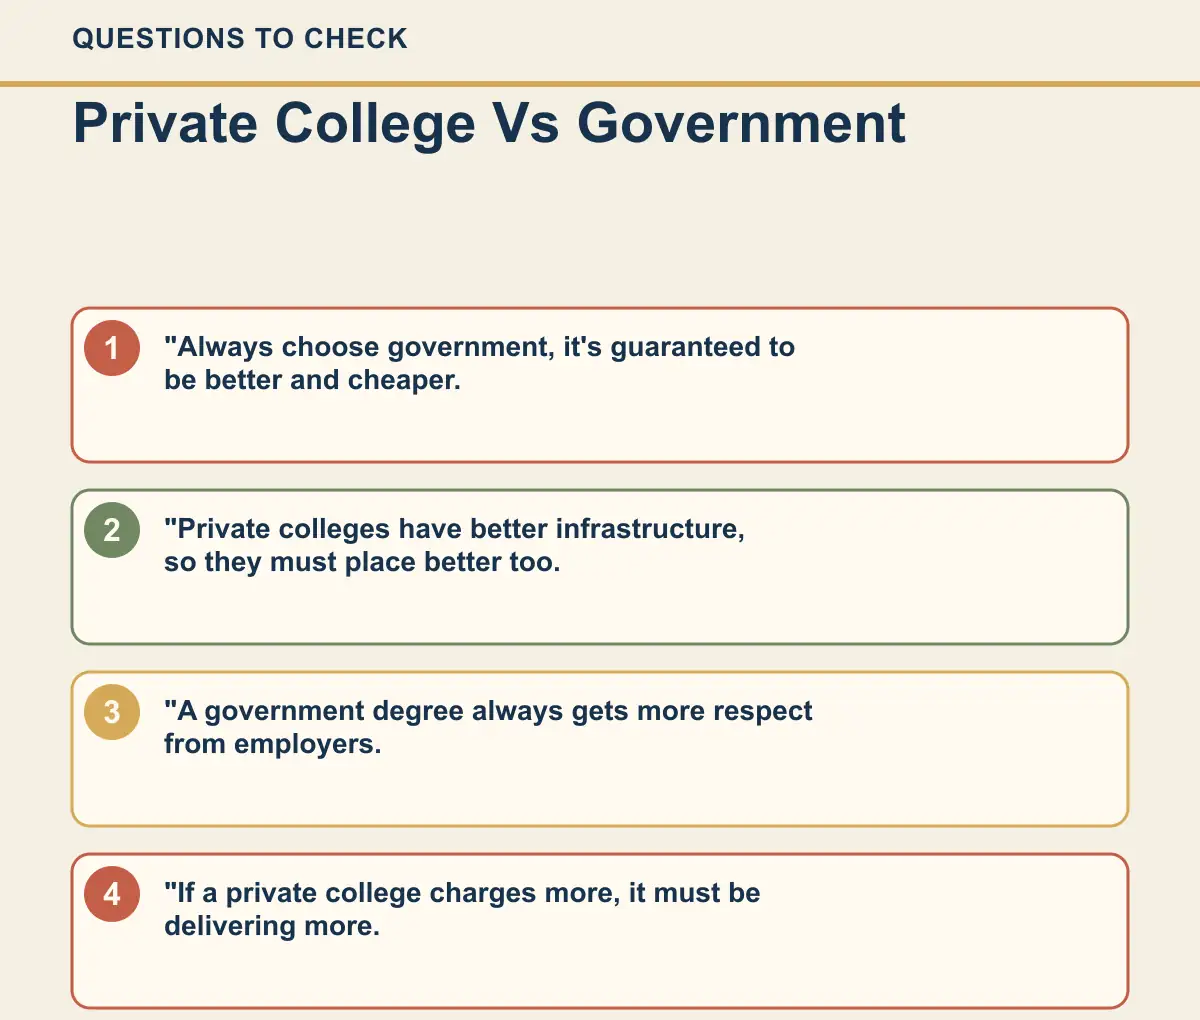 QUESTIONS TO CHECK
Private College Vs Government
1
"Always choose government, it's guaranteed to
be better and cheaper.
2
"Private colleges have better infrastructure,
so they must place better too.
3
"A government degree always gets more respect
from employers.
4
"If a private college charges more, it must be
delivering more.